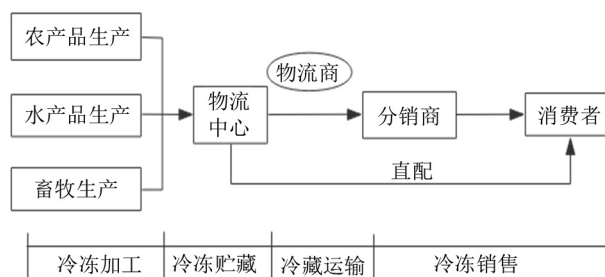 农产品生产
水产品生产
畜牧生产
物流
中心
物流商
分销商
消费者
直配
冷冻加工
冷冻贮藏
冷藏运输
冷冻销售